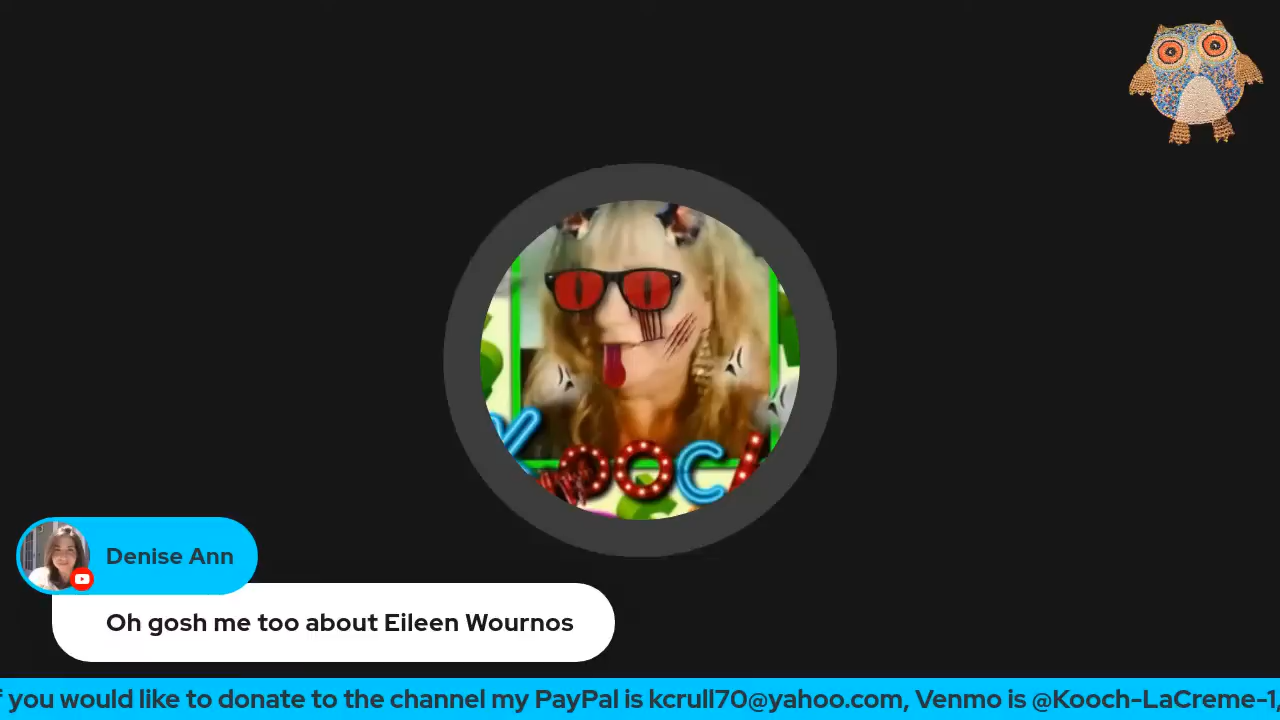 KOOCH
Denise Ann
Oh gosh me too about Eileen Wournos
you would like to donate to the channel my PayPal is kcrull70@yahoo.com, Venmo is @Kooch-LaCreme-1,